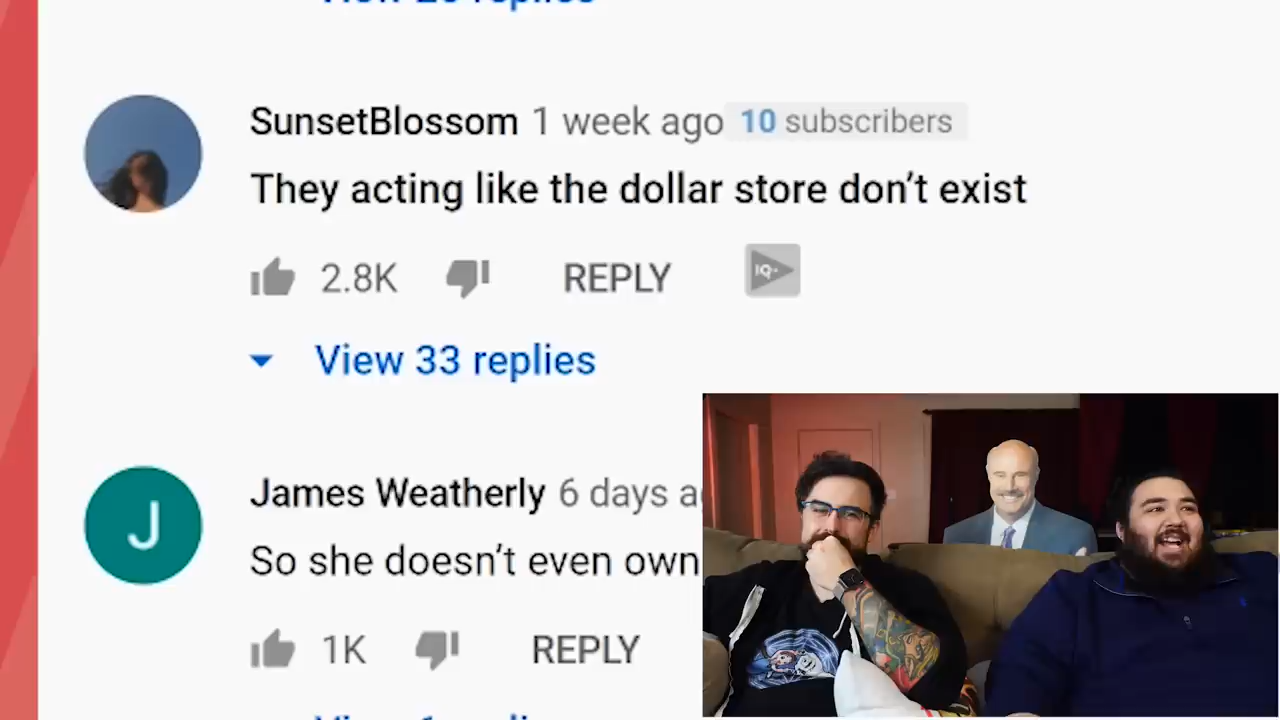 SunsetBlossom 1 week ago 10 subscribers
They acting like the dollar store don't exist
2.8K REPLY IQ
View 33 replies
J
James Weatherly 6 days
So she doesn't even own
1K REPLY